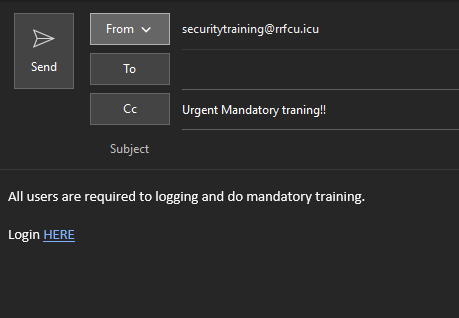 From securitytraining@rrfcu.icu
Send
To
Cc Urgent Mandatory traning!!
Subject
All users are required to logging and do mandatory training.
Login HERE